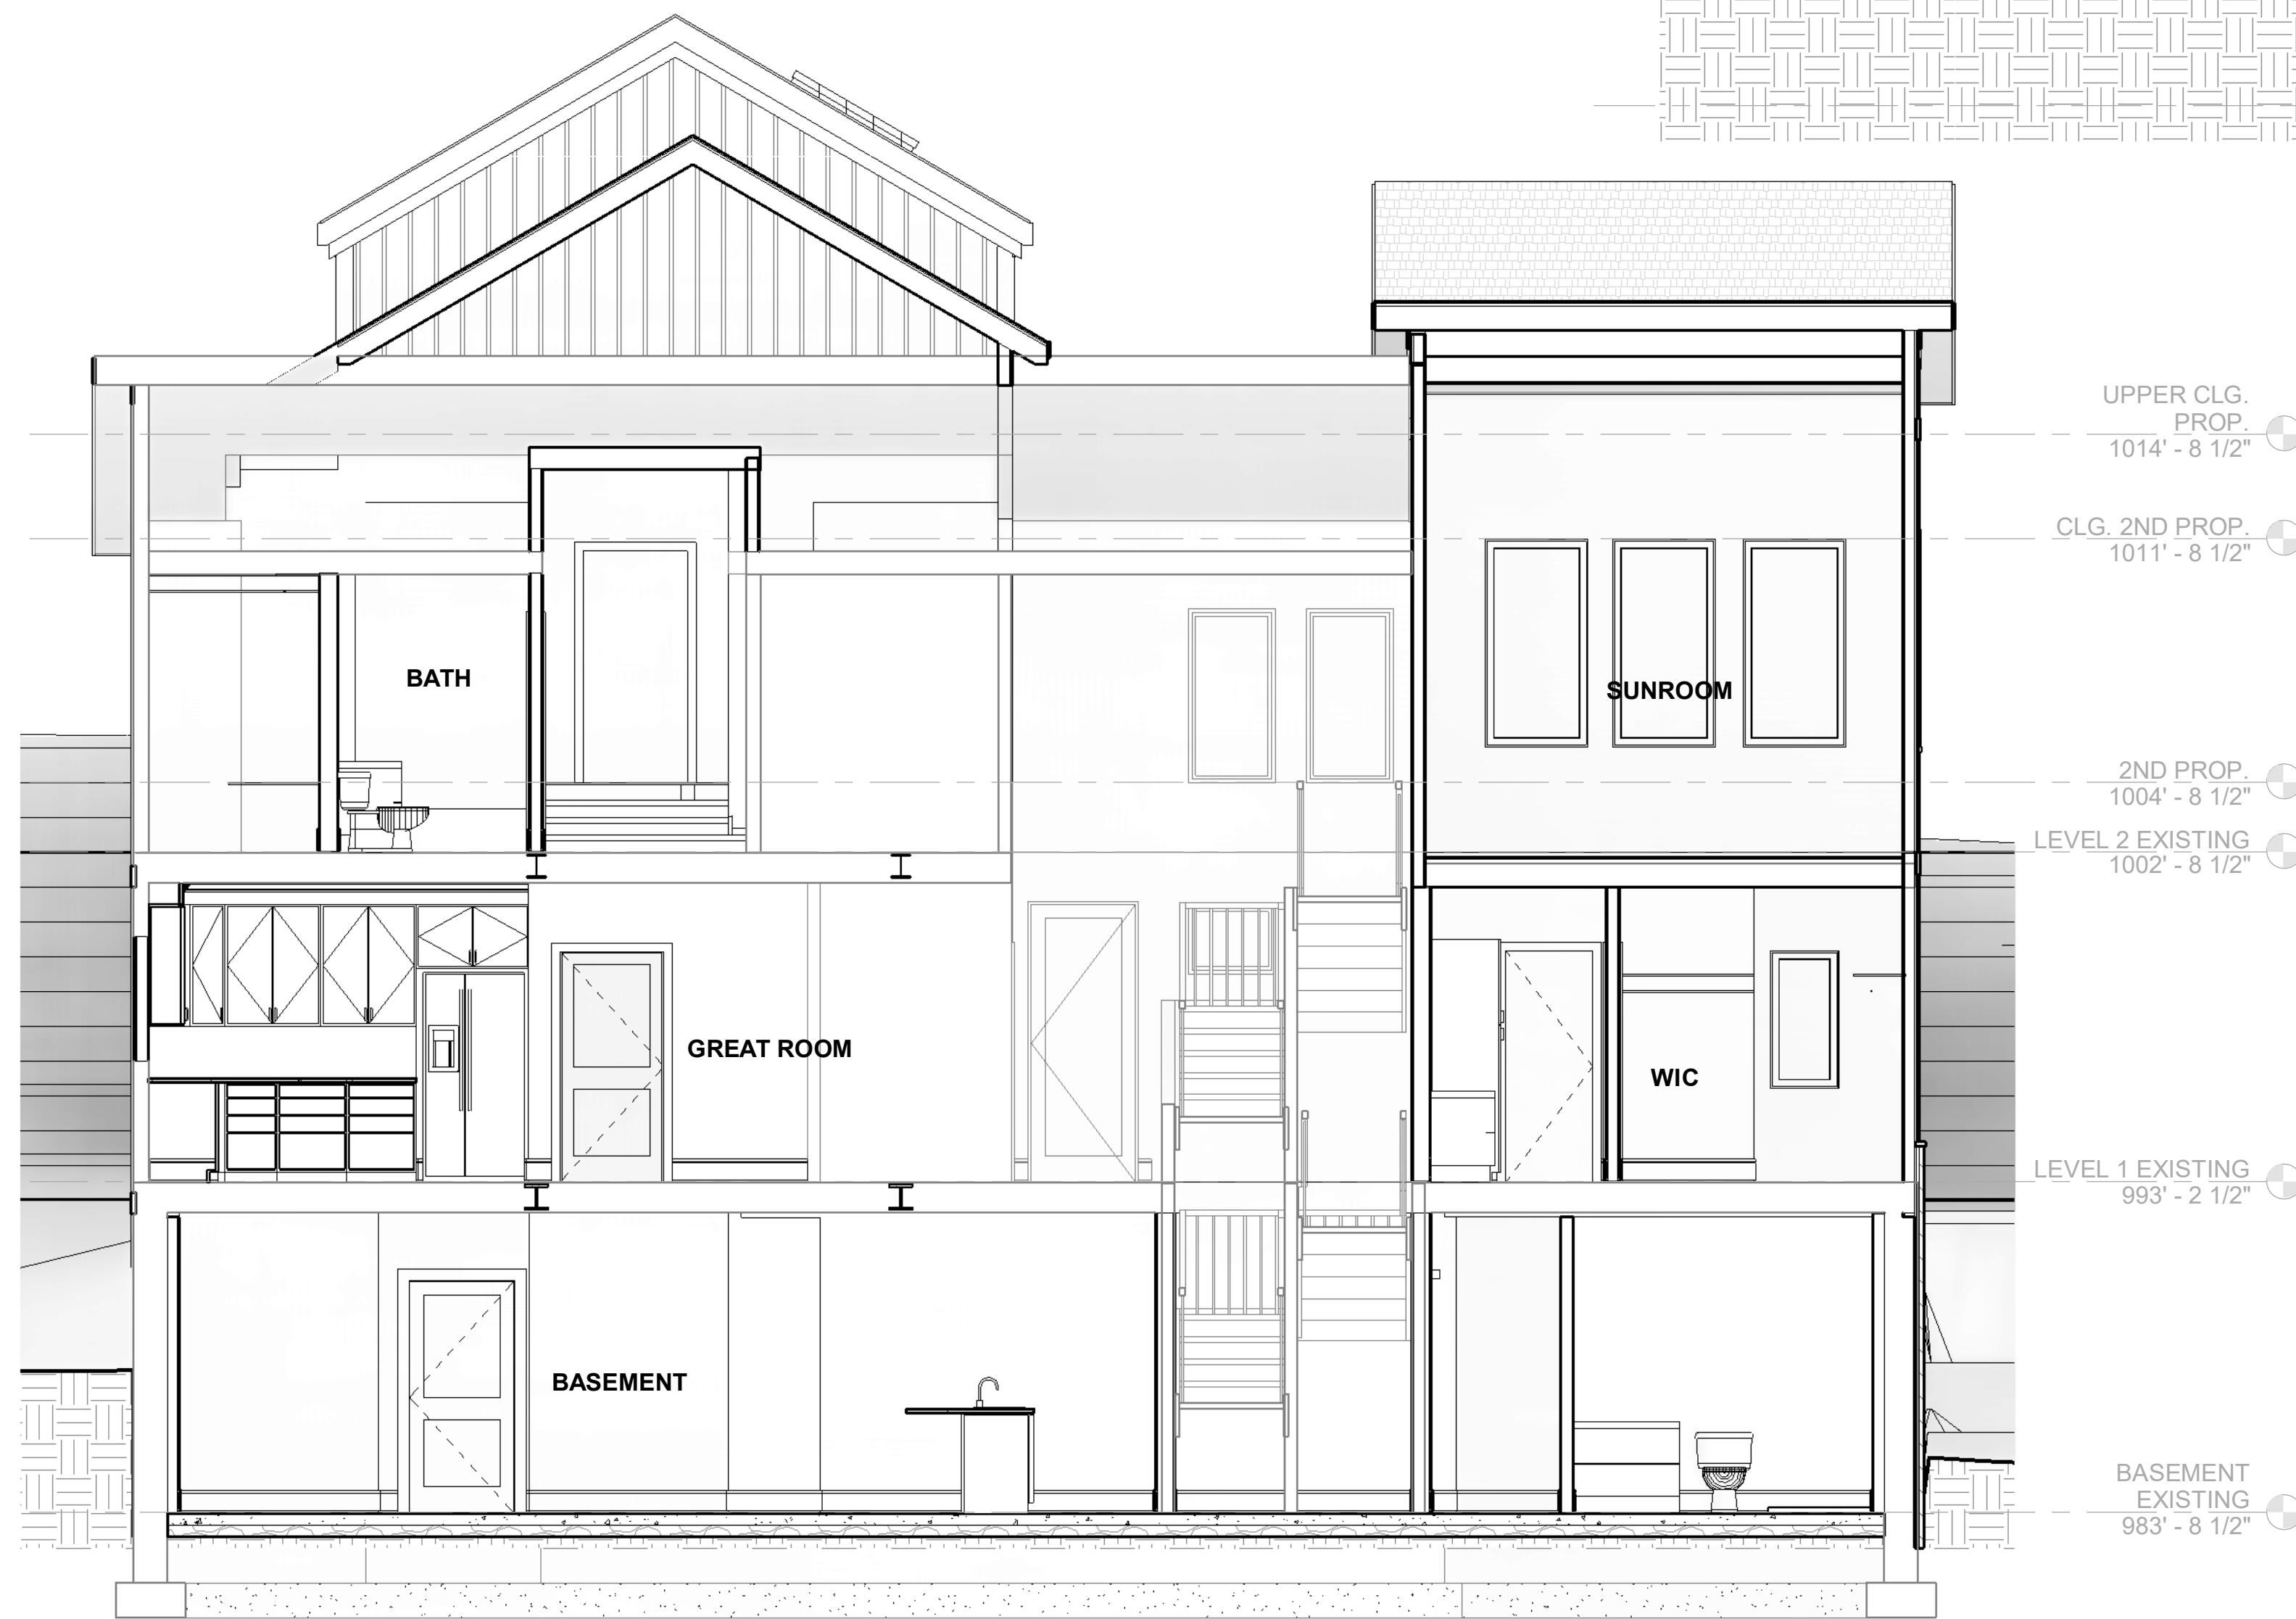 UPPER CLG.
PROP.
1014' - 8 1/2"
CLG. 2ND PROP.
1011' - 8 1/2"
BATH
SUNROOM
2ND PROP.
1004' - 8 1/2"
LEVEL 2 EXISTING
1002' - 8 1/2"
GREAT ROOM
WIC
LEVEL 1 EXISTING
993' - 2 1/2"
BASEMENT
BASEMENT
EXISTING
983' - 8 1/2"